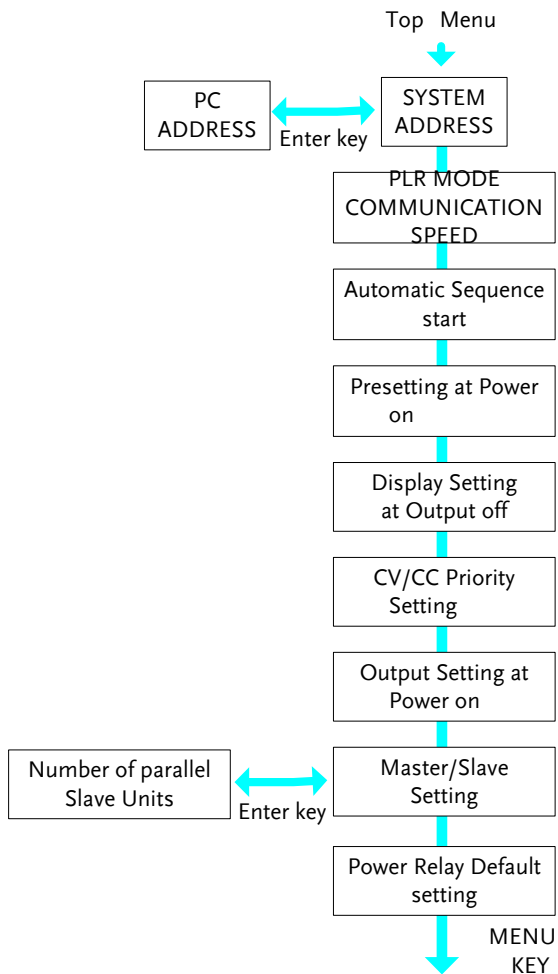 Top Menu
PC
ADDRESS
Enter key
SYSTEM
ADDRESS
PLR MODE
COMMUNICATION
SPEED
Automatic Sequence
start
Presetting at Power
on
Display Setting
at Output off
CV/CC Priority
Setting
Output Setting at
Power on
Number of parallel
Slave Units
Enter key
Master/Slave
Setting
Power Relay Default
setting
MENU
KEY